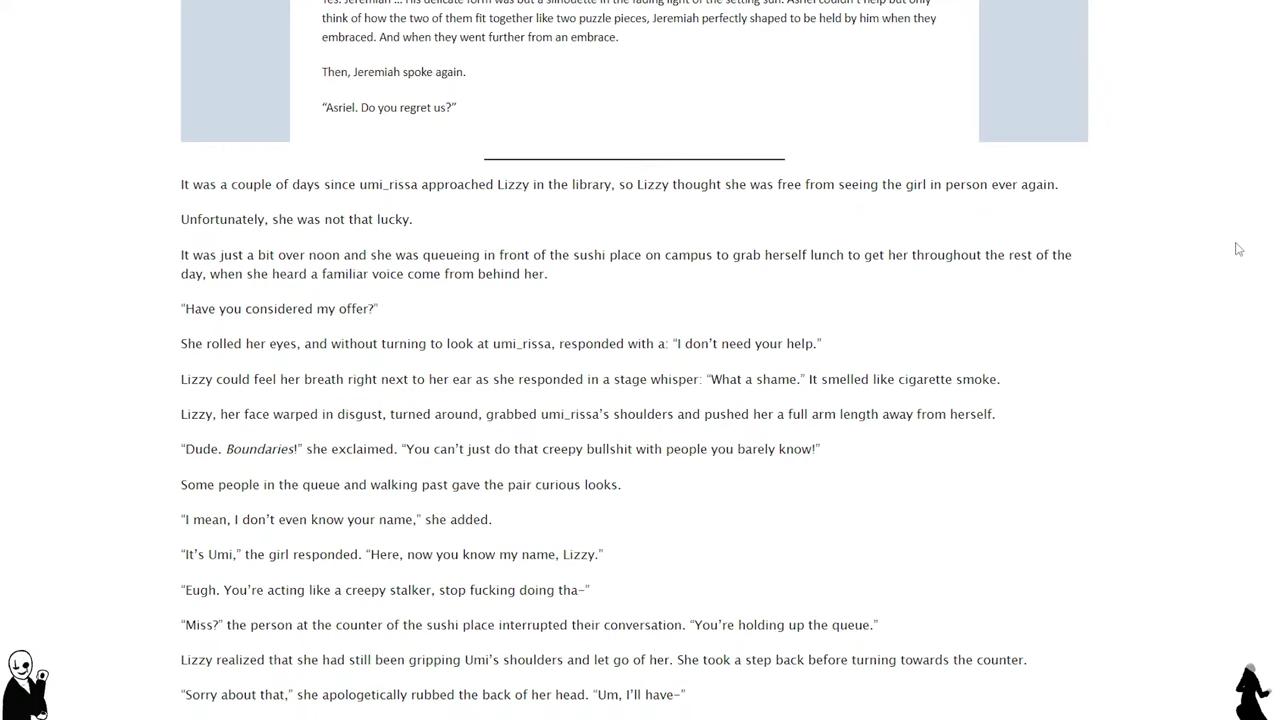 Yes. Jeremiah ... His delicate form was but a silhouette in the fading light of the setting sun. Asriel couldn't help but only
think of how the two of them fit together like two puzzle pieces, Jeremiah perfectly shaped to be held by him when they
embraced. And when they went further from an embrace.
Then, Jeremiah spoke again.
“Asriel. Do you regret us?”
It was a couple of days since umi_rissa approached Lizzy in the library, so Lizzy thought she was free from seeing the girl in person ever again.
Unfortunately, she was not that lucky.
It was just a bit over noon and she was queueing in front of the sushi place on campus to grab herself lunch to get her throughout the rest of the
day, when she heard a familiar voice come from behind her.
“Have you considered my offer?”
She rolled her eyes, and without turning to look at umi_rissa, responded with a: “I don’t need your help.”
Lizzy could feel her breath right next to her ear as she responded in a stage whisper: “What a shame.” It smelled like cigarette smoke.
Lizzy, her face warped in disgust, turned around, grabbed umi_rissa’s shoulders and pushed her a full arm length away from herself.
“Dude. Boundaries!” she exclaimed. “You can’t just do that creepy bullshit with people you barely know!”
Some people in the queue and walking past gave the pair curious looks.
“I mean, I don’t even know your name,” she added.
“It’s Umi,” the girl responded. “Here, now you know my name, Lizzy.”
“Eugh. You’re acting like a creepy stalker, stop fucking doing tha–”
“Miss?” the person at the counter of the sushi place interrupted their conversation. “You’re holding up the queue.”
Lizzy realized that she had still been gripping Umi’s shoulders and let go of her. She took a step back before turning towards the counter.
“Sorry about that,” she apologetically rubbed the back of her head. “Um, I’ll have–”